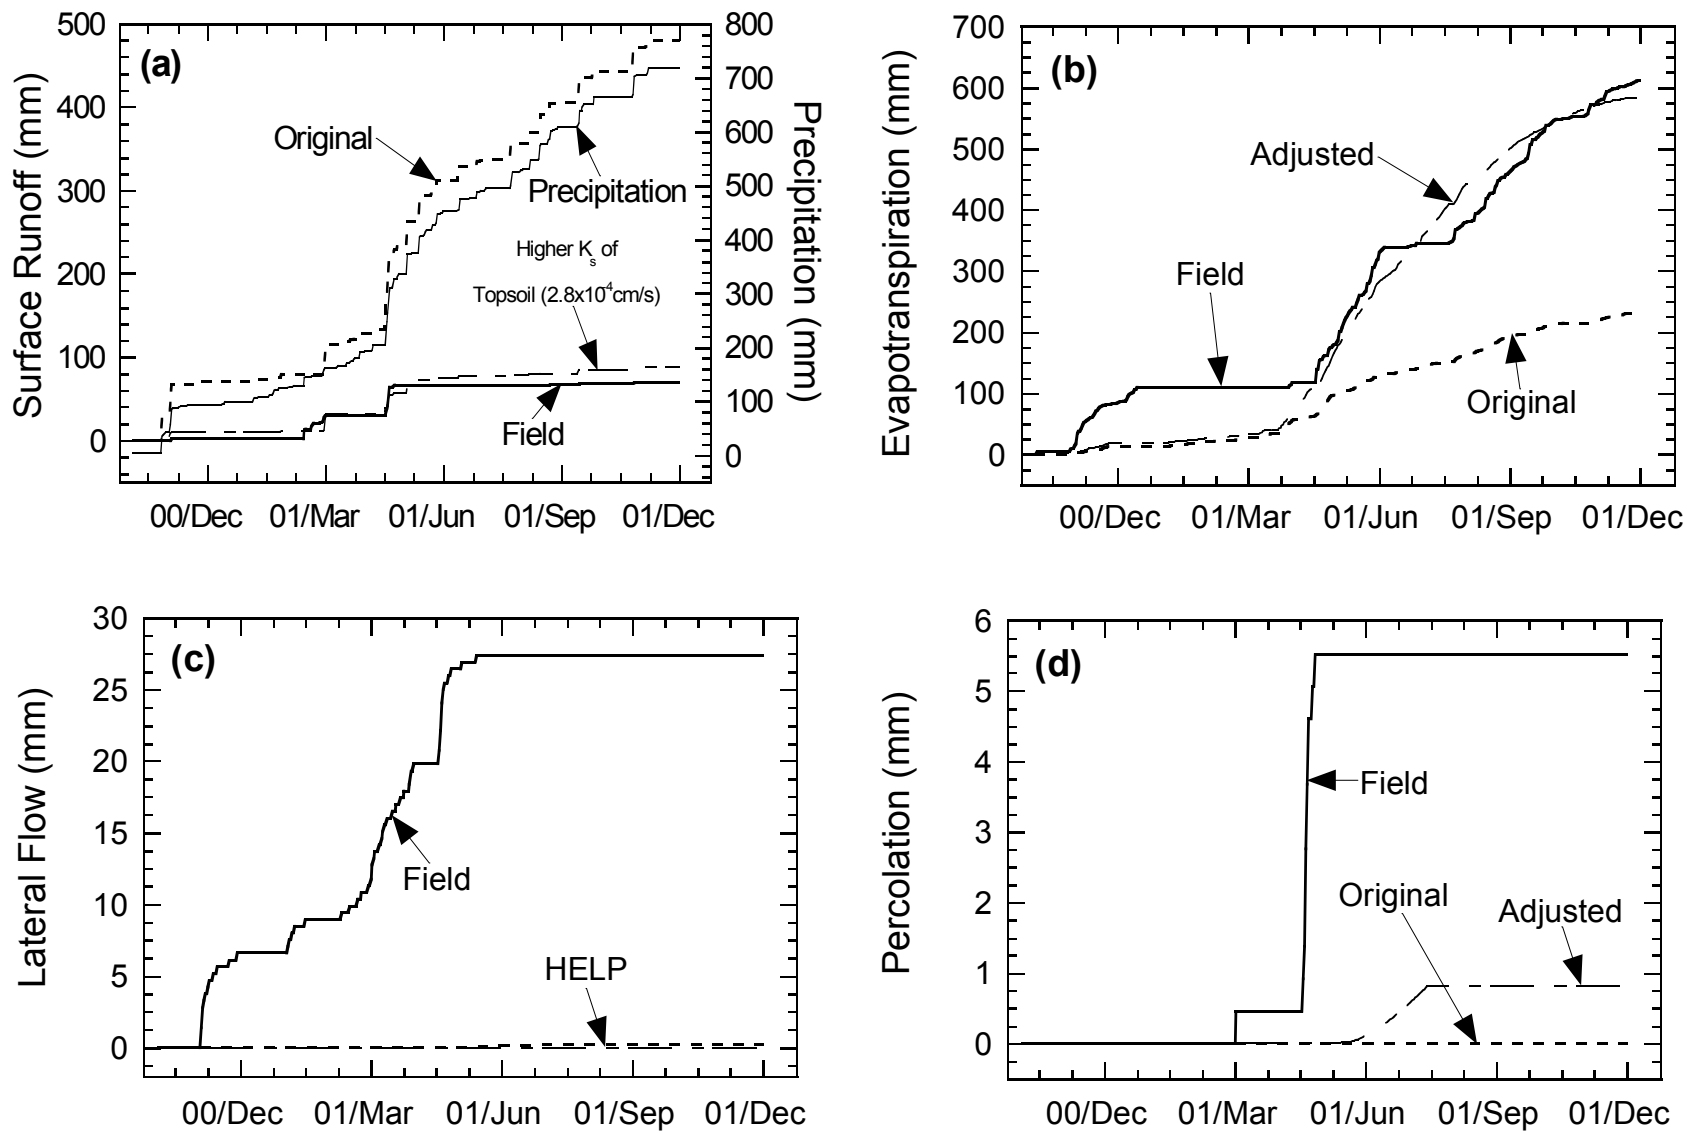 (a)
Surface Runoff (mm)
500
400
300
200
100
0
Precipitation (mm)
800
700
600
500
400
300
200
100
0
Original
Precipitation
Higher Ks of
Topsoil (2.8x10-4cm/s)
Field
00/Dec 01/Mar 01/Jun 01/Sep 01/Dec
(b)
Evapotranspiration (mm)
700
600
500
400
300
200
100
0
Adjusted
Field
Original
00/Dec 01/Mar 01/Jun 01/Sep 01/Dec
(c)
Lateral Flow (mm)
30
25
20
15
10
5
0
Field
HELP
00/Dec 01/Mar 01/Jun 01/Sep 01/Dec
(d)
Percolation (mm)
6
5
4
3
2
1
0
Field
Original
Adjusted
00/Dec 01/Mar 01/Jun 01/Sep 01/Dec